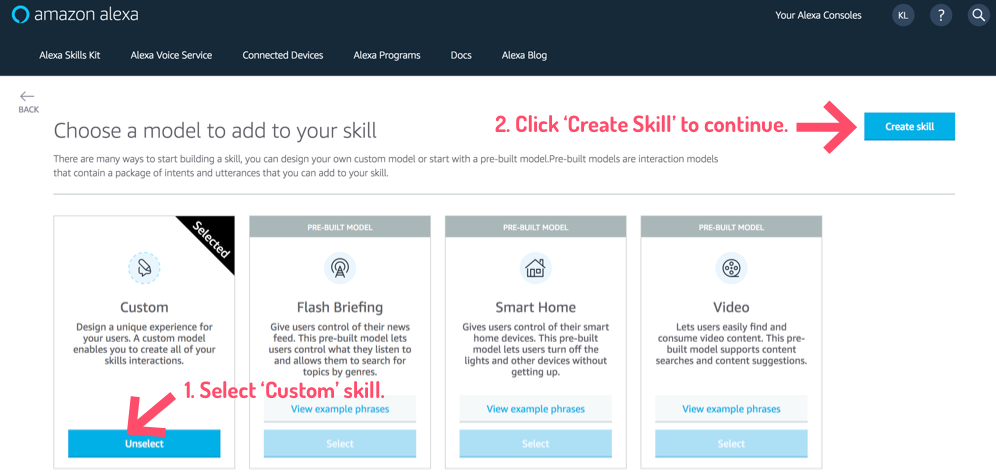 amazon alexa
Your Alexa Consoles
KL
?
Alexa Skills Kit
Alexa Voice Service
Connected Devices
Alexa Programs
Docs
Alexa Blog
BACK
Choose a model to add to your skill
2. Click ‘Create Skill’ to continue.
Create skill
There are many ways to start building a skill, you can design your own custom model or start with a pre-built model.Pre-built models are interaction models
that contain a package of intents and utterances that you can add to your skill.
Selected
Custom
Design a unique experience for
your users. A custom model
enables you to create all of your
skills interactions.
1. Select ‘Custom’ skill.
Unselect
PRE-BUILT MODEL
Flash Briefing
Give users control of their news
feed. This pre-built model lets
users control what they listen to
and allows them to search for
topics by genres.
View example phrases
Select
PRE-BUILT MODEL
Smart Home
Gives users control of their smart
home devices. This pre-built
model lets users turn off the
lights and other devices without
getting up.
View example phrases
Select
PRE-BUILT MODEL
Video
Lets users easily find and
consume video content. This pre-
built model supports content
searches and content suggestions.
View example phrases
Select